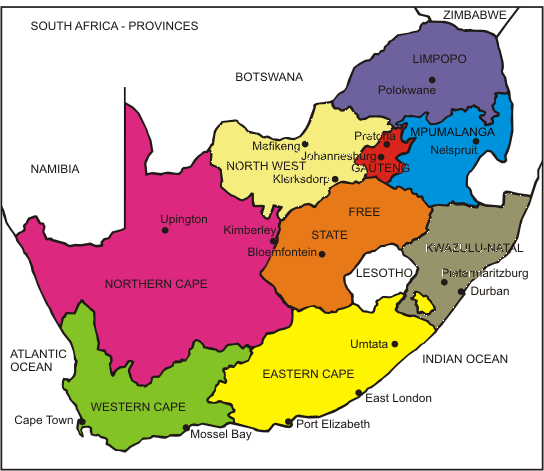 ZIMBABWE
SOUTH AFRICA - PROVINCES
LIMPOPO
BOTSWANA
Polokwane
Pretoria
MPUMALANGA
Mafikeng
Johannesburg
Nelspruit
NAMIBIA
NORTH WEST
GAUTENG
Klerksdorp
FREE
Upington
Kimberley
STATE
KWAZULU-NATAL
Bloemfontein
LESOTHO
Pietermaritzburg
NORTHERN CAPE
Durban
Umtata
ATLANTIC
OCEAN
INDIAN OCEAN
EASTERN CAPE
East London
WESTERN CAPE
Cape Town
Port Elizabeth
Mossel Bay